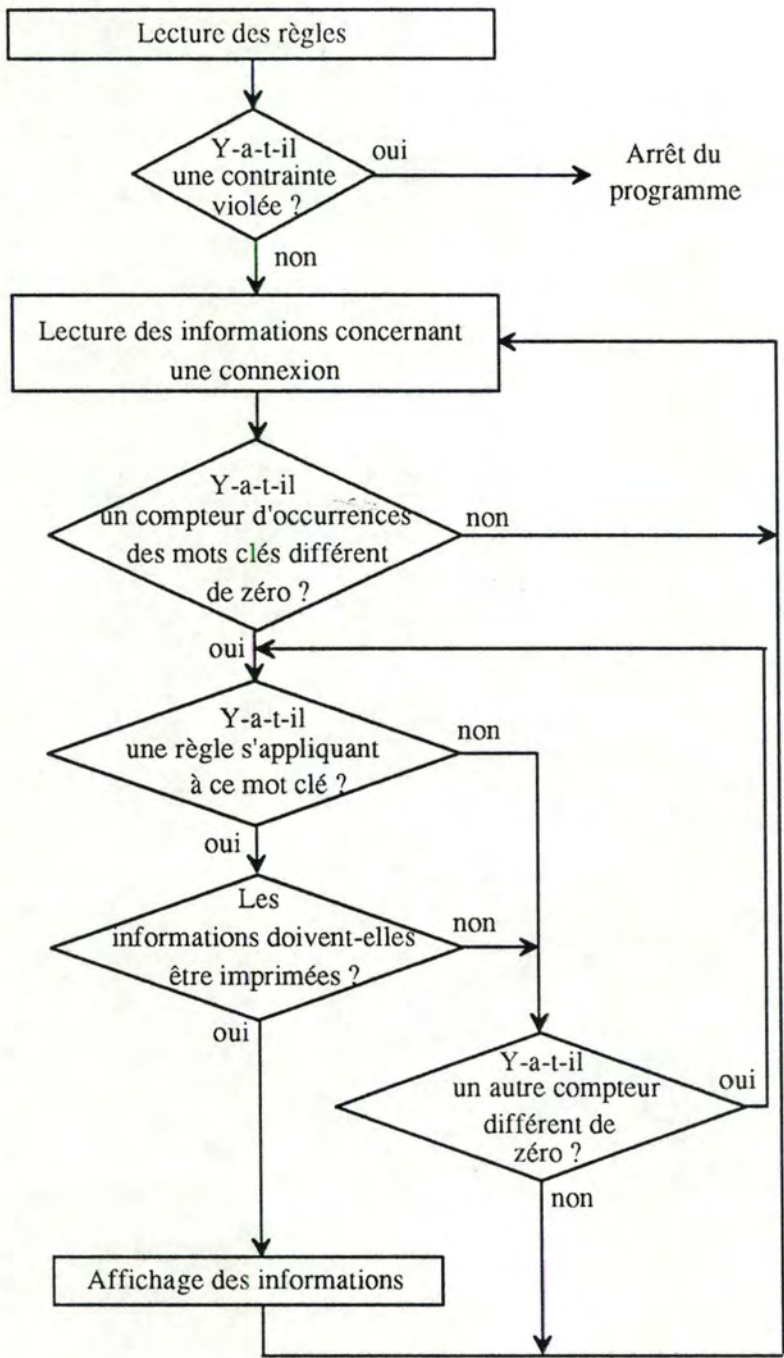 Lecture des règles
Y-a-t-il
une contrainte
violée ?
oui
Arrêt du
programme
non
Lecture des informations concernant
une connexion
Y-a-t-il
un compteur d'occurrences
des mots clés différent
de zéro ?
non
oui
Y-a-t-il
une règle s'appliquant
à ce mot clé ?
non
oui
Les
informations doivent-elles
être imprimées ?
non
oui
Y-a-t-il
un autre compteur
différent de
zéro ?
oui
non
Affichage des informations